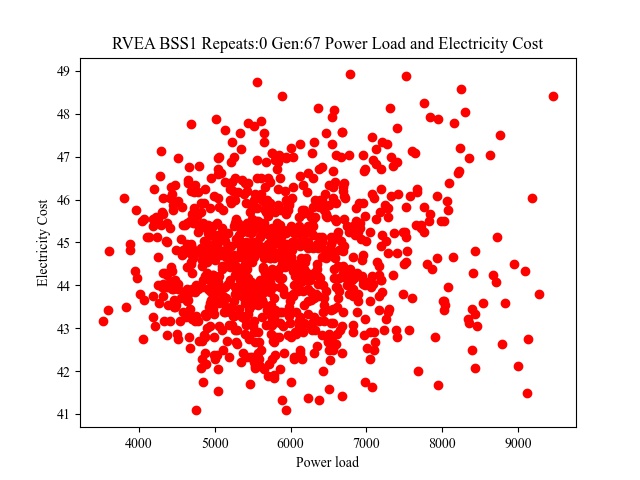 RVEA BSS1 Repeats:0 Gen:67 Power Load and Electricity Cost
49
48
47
46
45
44
43
42
41
Electricity Cost
4000 5000 6000 7000 8000 9000
Power load